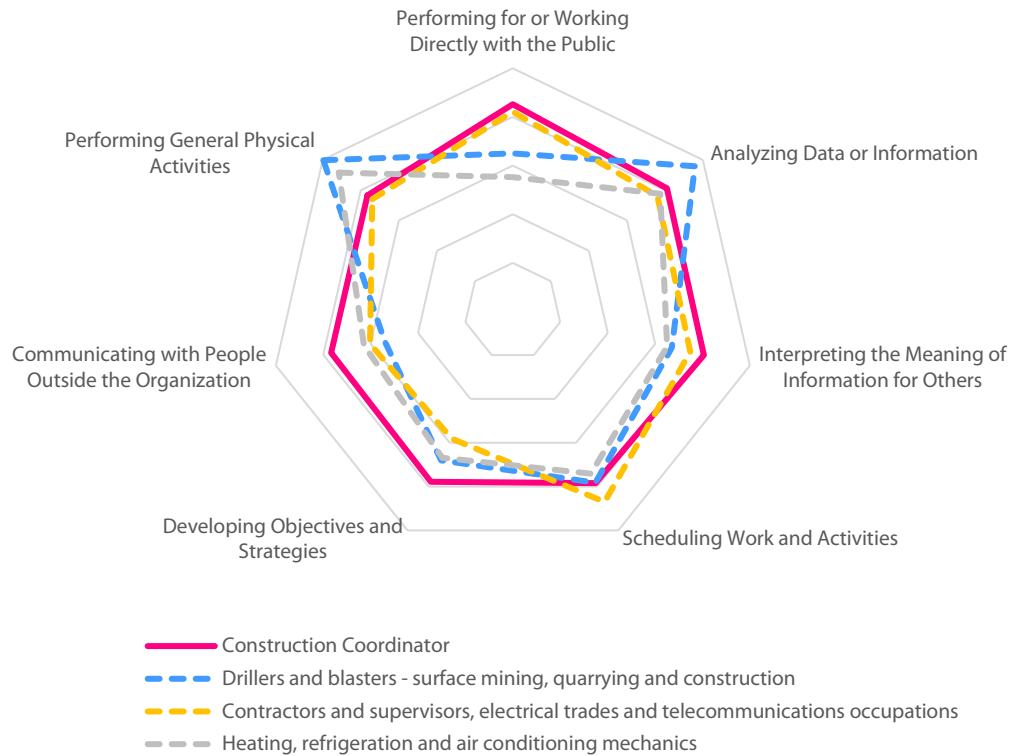 Performing for or Working
Directly with the Public
Performing General Physical
Activities
Analyzing Data or Information
Communicating with People
Outside the Organization
Interpreting the Meaning of
Information for Others
Developing Objectives and
Strategies
Scheduling Work and Activities
Construction Coordinator
Drillers and blasters - surface mining, quarrying and construction
Contractors and supervisors, electrical trades and telecommunications occupations
Heating, refrigeration and air conditioning mechanics